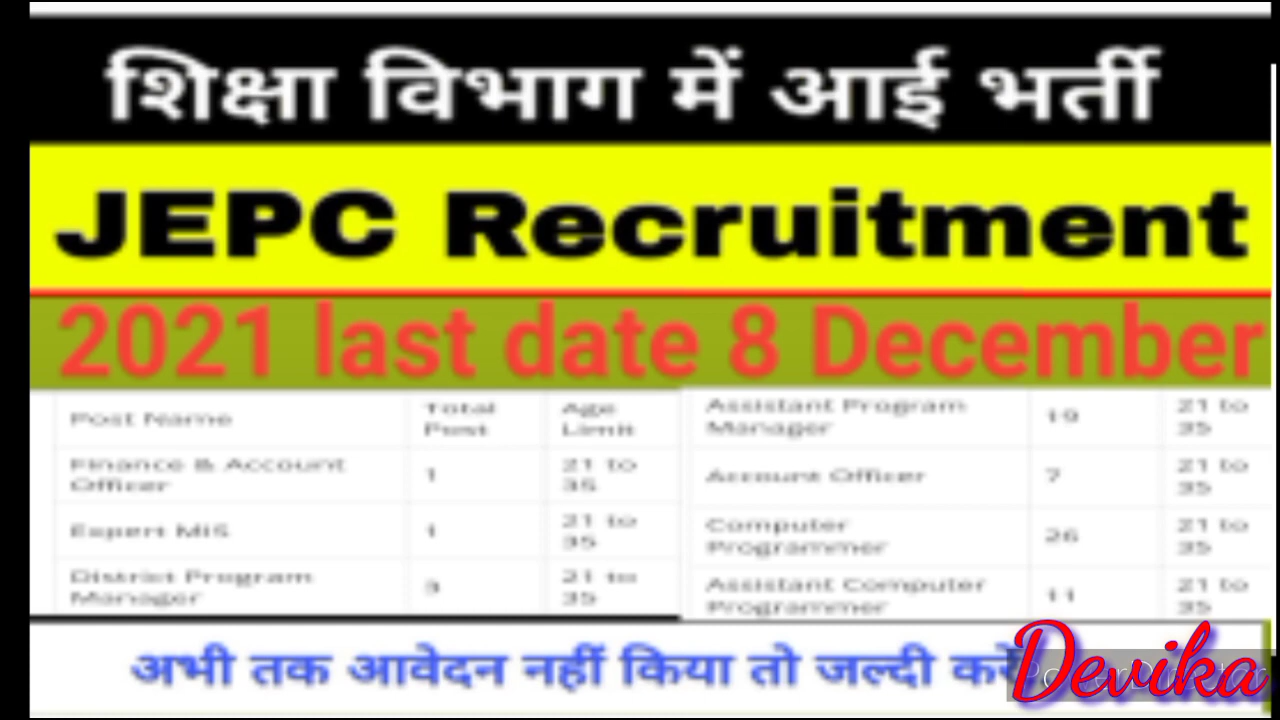 शिक्षा विभाग में आई भर्ती
JEPC Recruitment
2021 last date 8 December
Post Name Total Post Age Limit
Finance & Account Officer 1 21 to 35
Expert MIS 1 21 to 35
District Program Manager 3 21 to 35
Assistant Program Manager 19 21 to 35
Account Officer 7 21 to 35
Computer Programmer 26 21 to 35
Assistant Computer Programmer 11 21 to 35
अभी तक आवेदन नहीं किया तो जल्दी करें
Devika